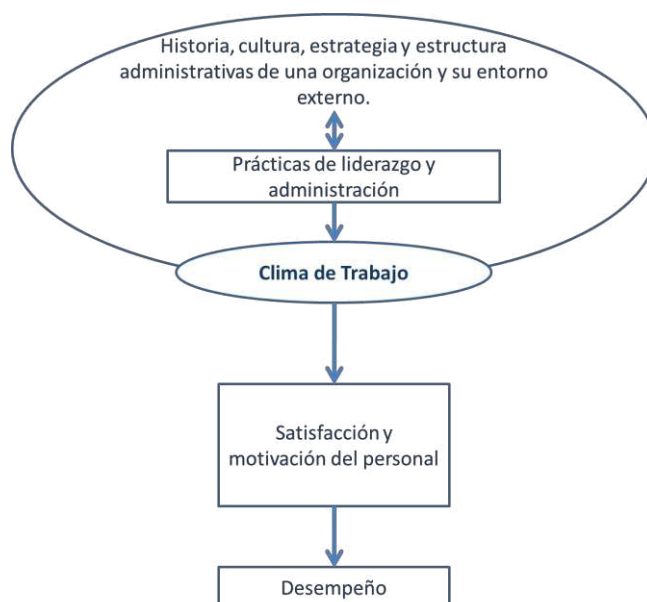 Historia, cultura, estrategia y estructura
administrativas de una organización y su entorno
externo.
Prácticas de liderazgo y
administración
Clima de Trabajo
Satisfacción y
motivación del personal
Desempeño